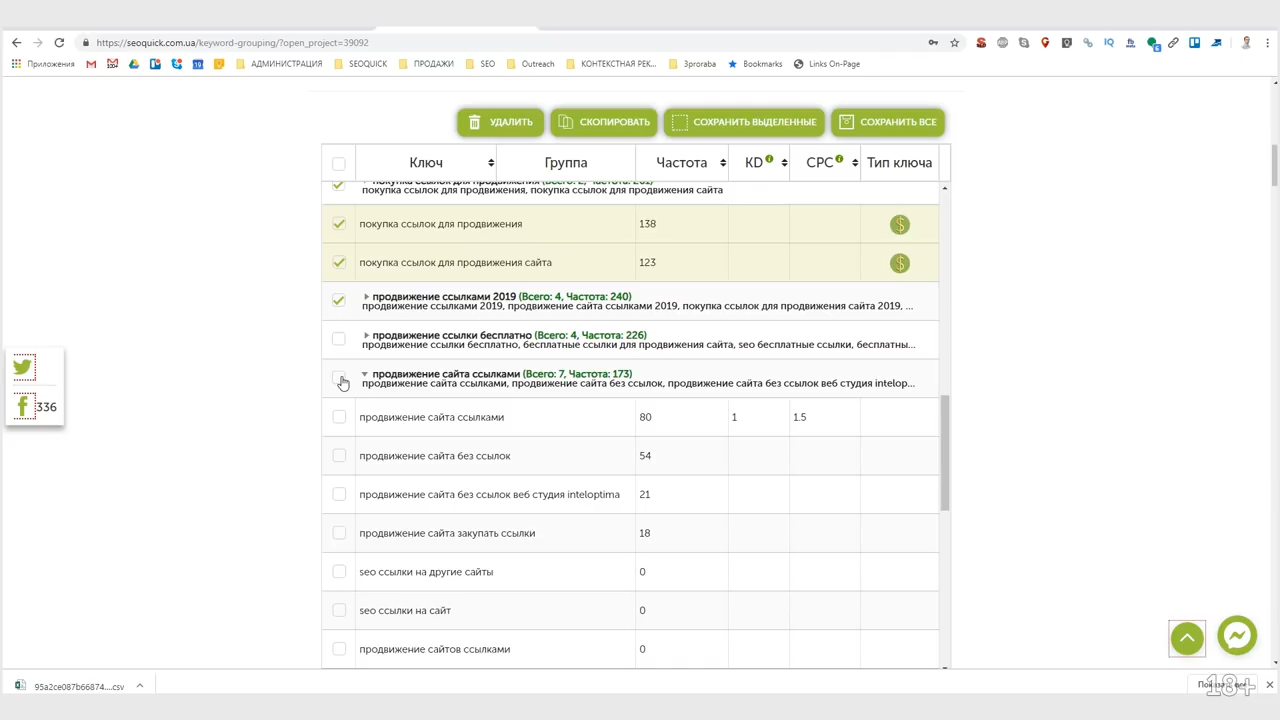 https://seoquick.com.ua/keyword-grouping/?open_project=39092
Приложения
АДМИНИСТРАЦИЯ
SEOQUICK
ПРОДАЖИ
SEO
Outreach
КОНТЕКСТНАЯ РЕК...
3proraba
Bookmarks
Links On-Page
УДАЛИТЬ
СКОПИРОВАТЬ
СОХРАНИТЬ ВЫДЕЛЕННЫЕ
СОХРАНИТЬ ВСЕ
Ключ Группа Частота KD CPC Тип ключа
покупка ссылок для продвижения (Всего: 2, Частота: 261)
покупка ссылок для продвижения, покупка ссылок для продвижения сайта
покупка ссылок для продвижения 138
покупка ссылок для продвижения сайта 123
продвижение ссылками 2019 (Всего: 4, Частота: 240)
продвижение ссылками 2019, продвижение сайта ссылками 2019, покупка ссылок для продвижения сайта 2019, ...
продвижение ссылки бесплатно (Всего: 4, Частота: 226)
продвижение ссылки бесплатно, бесплатные ссылки для продвижения сайта, seo бесплатные ссылки, бесплатны...
продвижение сайта ссылками (Всего: 7, Частота: 173)
продвижение сайта ссылками, продвижение сайта без ссылок, продвижение сайта без ссылок веб студия intelop...
продвижение сайта ссылками 80 1 1.5
продвижение сайта без ссылок 54
продвижение сайта без ссылок веб студия inteloptima 21
продвижение сайта закупать ссылки 18
seo ссылки на другие сайты 0
seo ссылки на сайт 0
продвижение сайтов ссылками 0
336
95a2ce087b66874....csv
18+